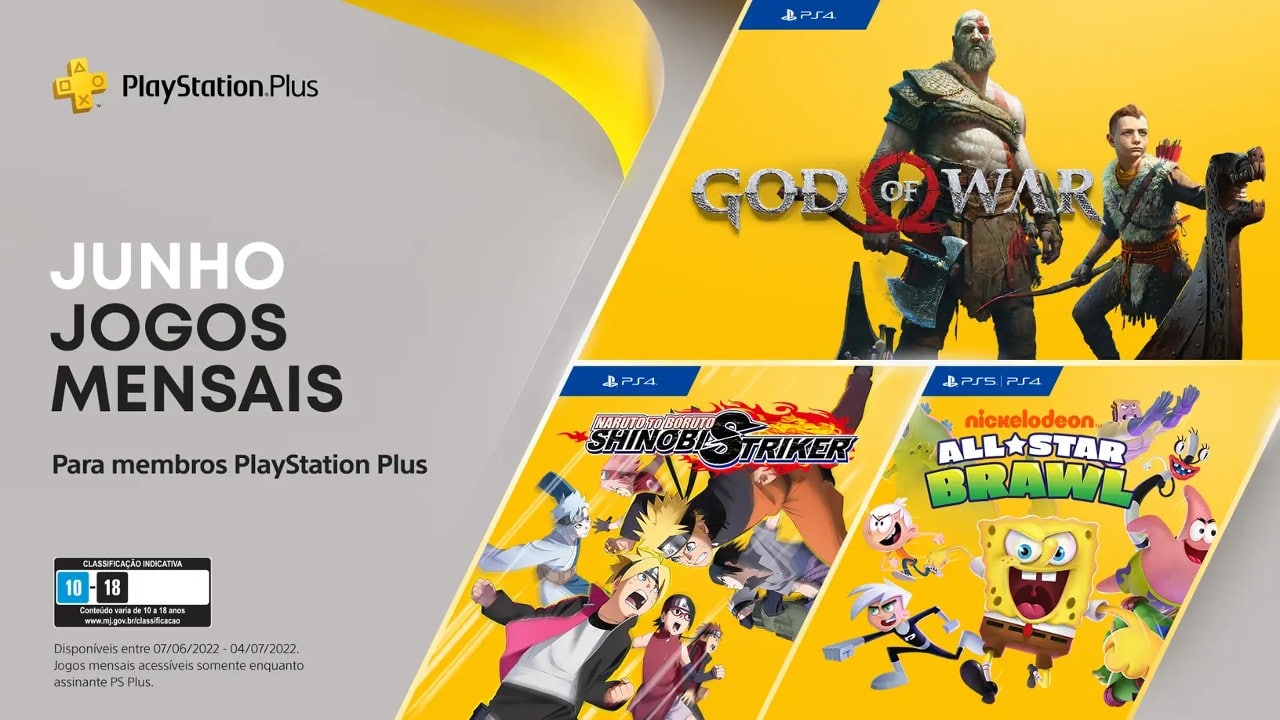 PlayStation.Plus
JUNHO
JOGOS
MENSAIS
Para membros PlayStation Plus
CLASSIFICAÇÃO INDICATIVA
10 - 18
Conteúdo varia de 10 a 18 anos
www.mj.gov.br/classificacao
Disponíveis entre 07/06/2022 - 04/07/2022.
Jogos mensais acessíveis somente enquanto
assinante PS Plus.
PS4
GOD OF WAR
PS4
NARUTO TO BORUTO
SHINOBI STRIKER
PS5 | PS4
nickelodeon™
ALL★STAR
BRAWL